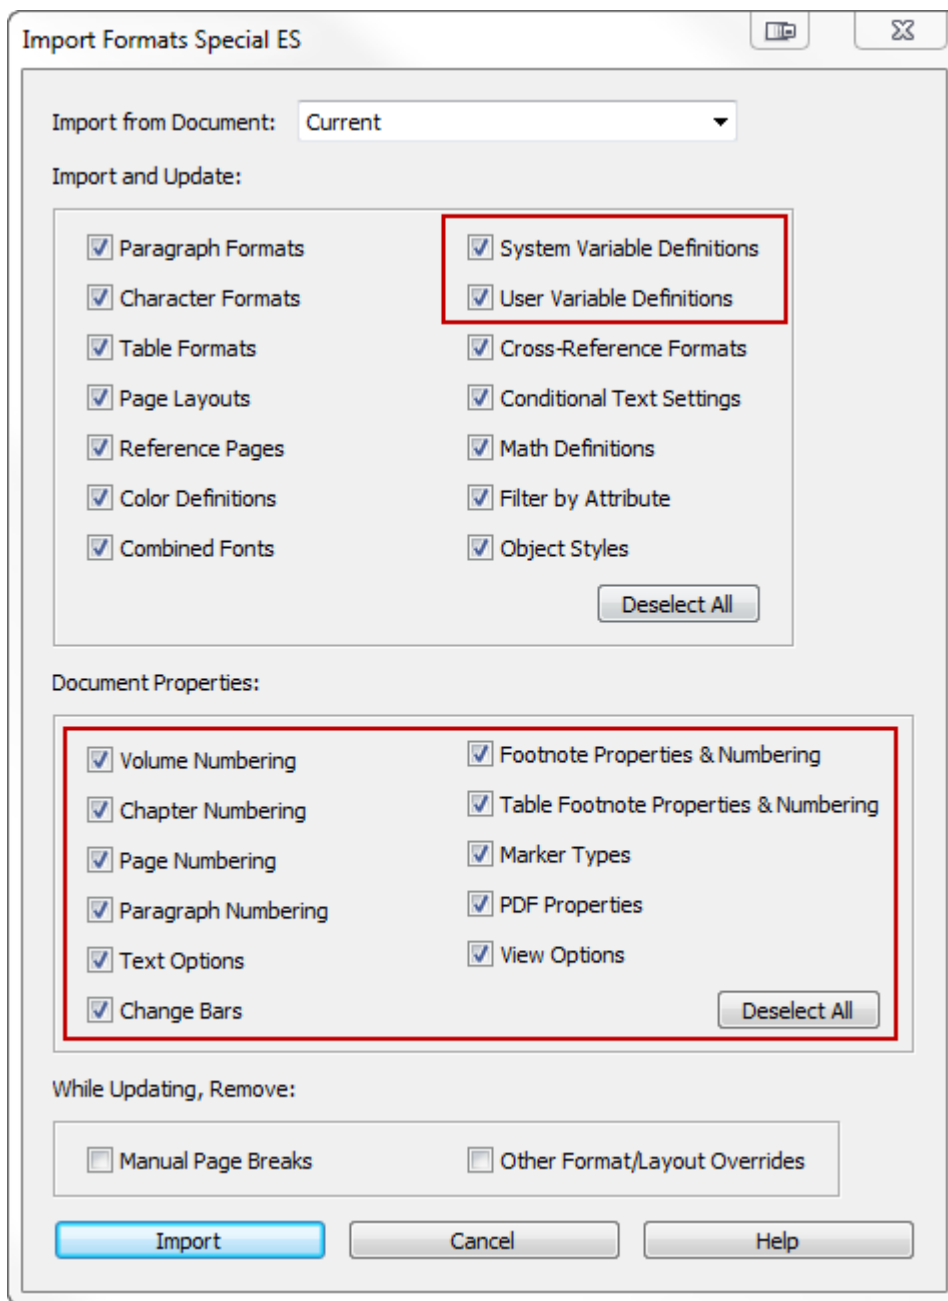 Import Formats Special ES
Import from Document: Current
Import and Update:
Paragraph Formats
Character Formats
Table Formats
Page Layouts
Reference Pages
Color Definitions
Combined Fonts
System Variable Definitions
User Variable Definitions
Cross-Reference Formats
Conditional Text Settings
Math Definitions
Filter by Attribute
Object Styles
Deselect All
Document Properties:
Volume Numbering
Chapter Numbering
Page Numbering
Paragraph Numbering
Text Options
Change Bars
Footnote Properties & Numbering
Table Footnote Properties & Numbering
Marker Types
PDF Properties
View Options
Deselect All
While Updating, Remove:
Manual Page Breaks
Other Format/Layout Overrides
Import
Cancel
Help